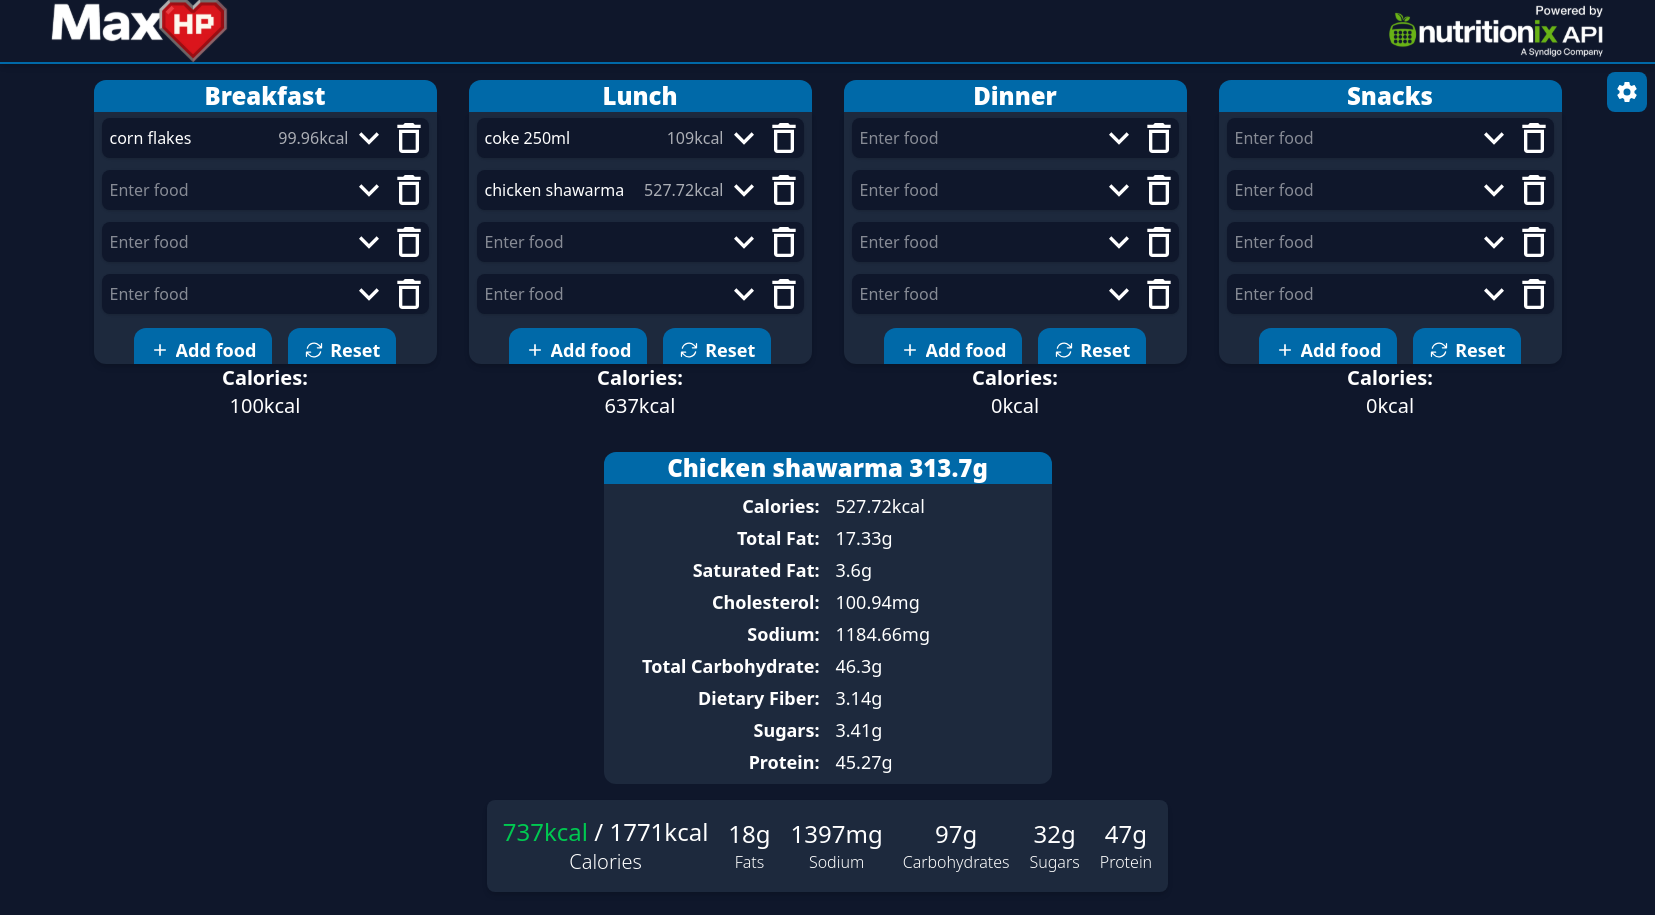 MaxHP
Powered by
nutritionix API
A Syndigo Company
Breakfast
corn flakes 99.96kcal
Enter food
Enter food
Enter food
+ Add food Reset
Calories:
100kcal
Lunch
coke 250ml 109kcal
chicken shawarma 527.72kcal
Enter food
Enter food
+ Add food Reset
Calories:
637kcal
Dinner
Enter food
Enter food
Enter food
Enter food
+ Add food Reset
Calories:
0kcal
Snacks
Enter food
Enter food
Enter food
Enter food
+ Add food Reset
Calories:
0kcal
Chicken shawarma 313.7g
Calories: 527.72kcal
Total Fat: 17.33g
Saturated Fat: 3.6g
Cholesterol: 100.94mg
Sodium: 1184.66mg
Total Carbohydrate: 46.3g
Dietary Fiber: 3.14g
Sugars: 3.41g
Protein: 45.27g
737kcal / 1771kcal
Calories
18g
Fats
1397mg
Sodium
97g
Carbohydrates
32g
Sugars
47g
Protein